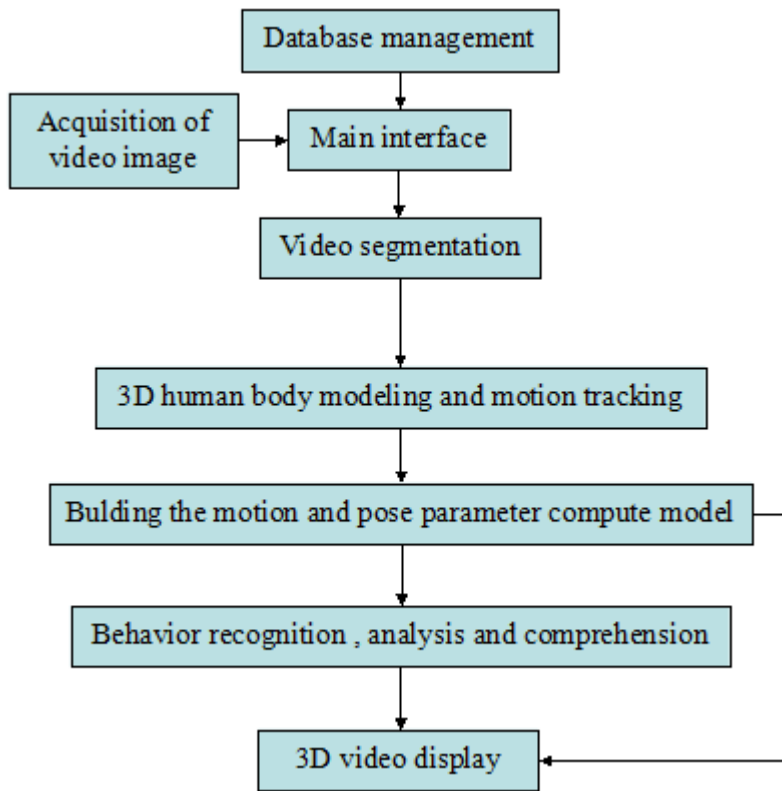 Database management
Acquisition of
video image
Main interface
Video segmentation
3D human body modeling and motion tracking
Bulding the motion and pose parameter compute model
Behavior recognition , analysis and comprehension
3D video display